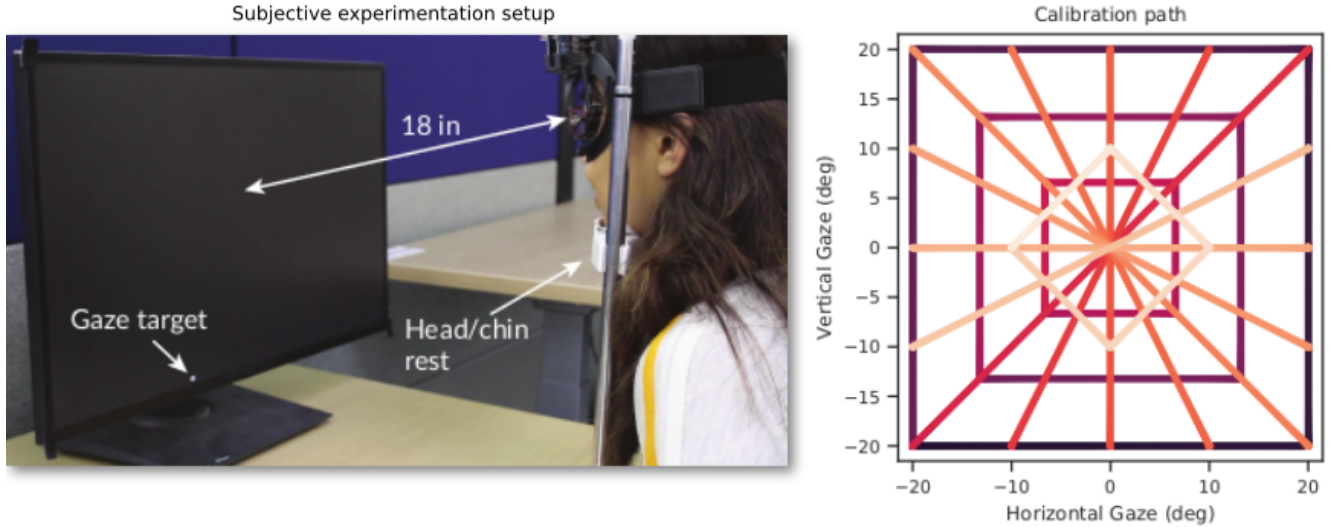 Subjective experimentation setup
18 in
Gaze target
Head/chin
rest
Calibration path
Vertical Gaze (deg)
20
15
10
5
0
−5
−10
−15
−20
−20
−10
0
10
20
Horizontal Gaze (deg)